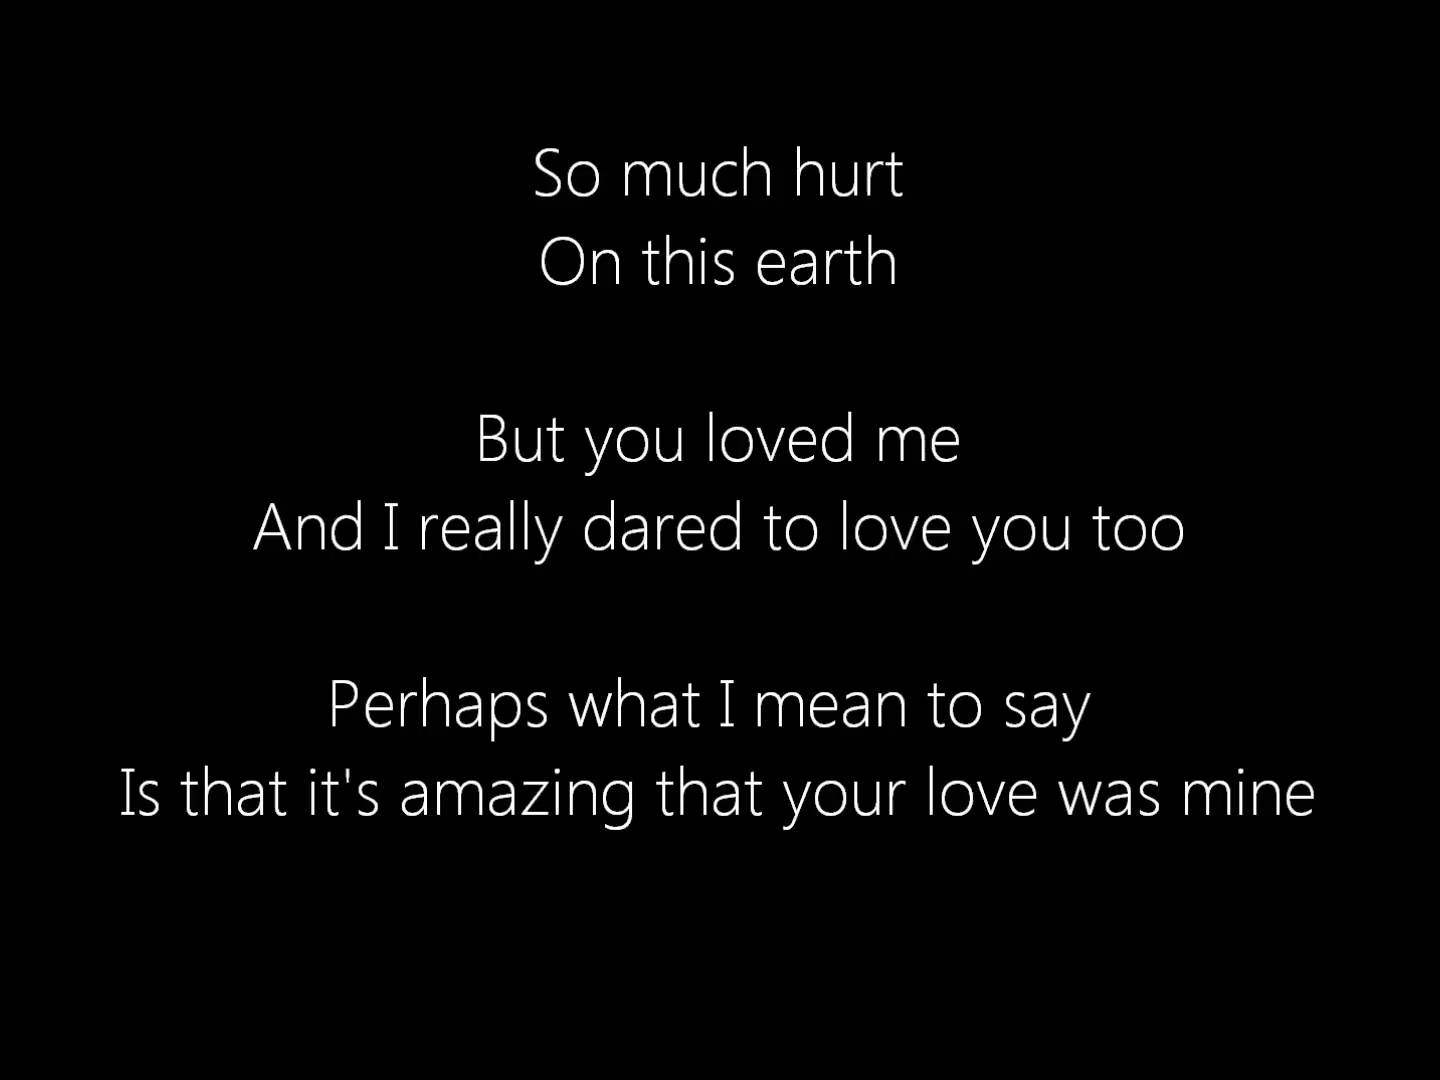 So much hurt
On this earth
But you loved me
And I really dared to love you too
Perhaps what I mean to say
Is that it's amazing that your love was mine